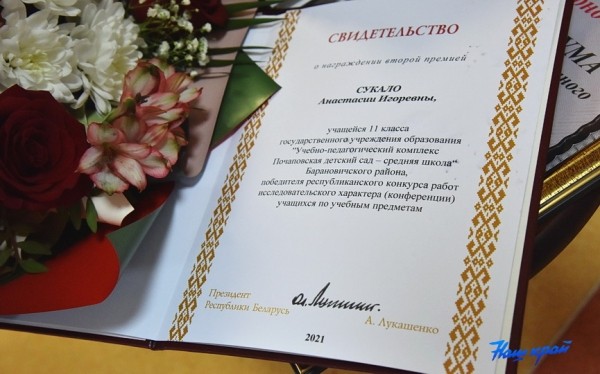 СВИДЕТЕЛЬСТВО
о награждении второй премией
СУКАЛО
Анастасии Игоревны,
учащейся 11 класса
государственного учреждения образования
"Учебно-педагогический комплекс
Почаповская детский сад – средняя школа"
Барановичского района,
победителя республиканского конкурса работ
исследовательского характера (конференции)
учащихся по учебным предметам
Президент
Республики Беларусь
А. Лукашенко
2021
Наш край